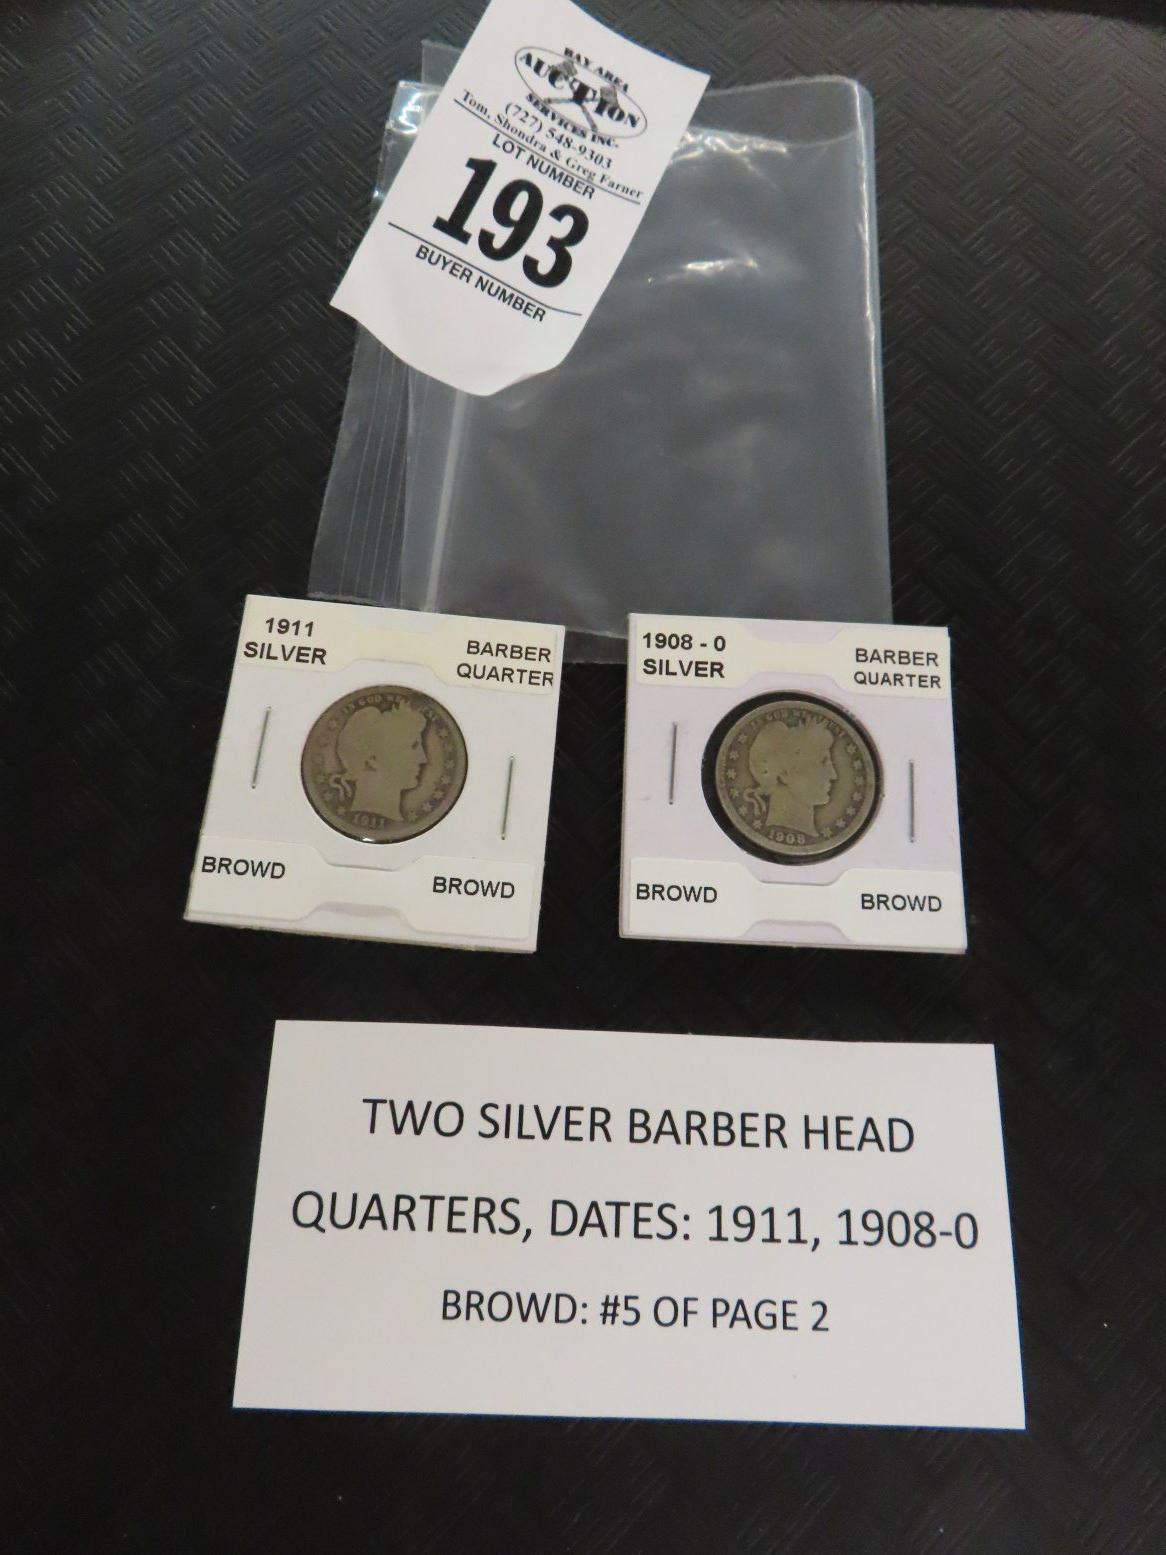 BAY AREA
AUCTION
SERVICES INC.
(727) 548-9303
Tom, Shondra & Greg Farner
LOT NUMBER
193
BUYER NUMBER
1911
SILVER
BARBER
QUARTER
1911
BROWD
BROWD
1908 - 0
SILVER
BARBER
QUARTER
1908
BROWD
BROWD
TWO SILVER BARBER HEAD
QUARTERS, DATES: 1911, 1908-0
BROWD: #5 OF PAGE 2